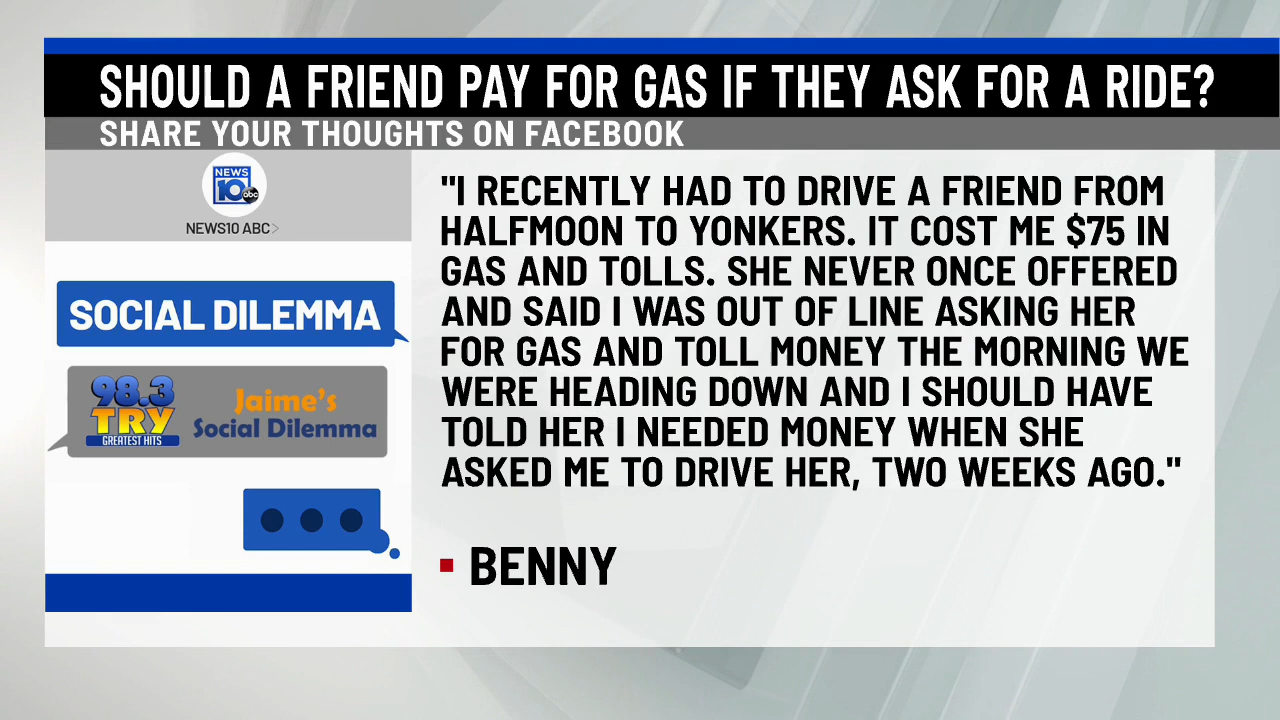 SHOULD A FRIEND PAY FOR GAS IF THEY ASK FOR A RIDE?
SHARE YOUR THOUGHTS ON FACEBOOK
NEWS
10
abc
NEWS10 ABC>
SOCIAL DILEMMA
98.3
TRY
GREATEST HITS
Jaime's
Social Dilemma
"I RECENTLY HAD TO DRIVE A FRIEND FROM
HALFMOON TO YONKERS. IT COST ME $75 IN
GAS AND TOLLS. SHE NEVER ONCE OFFERED
AND SAID I WAS OUT OF LINE ASKING HER
FOR GAS AND TOLL MONEY THE MORNING WE
WERE HEADING DOWN AND I SHOULD HAVE
TOLD HER I NEEDED MONEY WHEN SHE
ASKED ME TO DRIVE HER, TWO WEEKS AGO."
BENNY